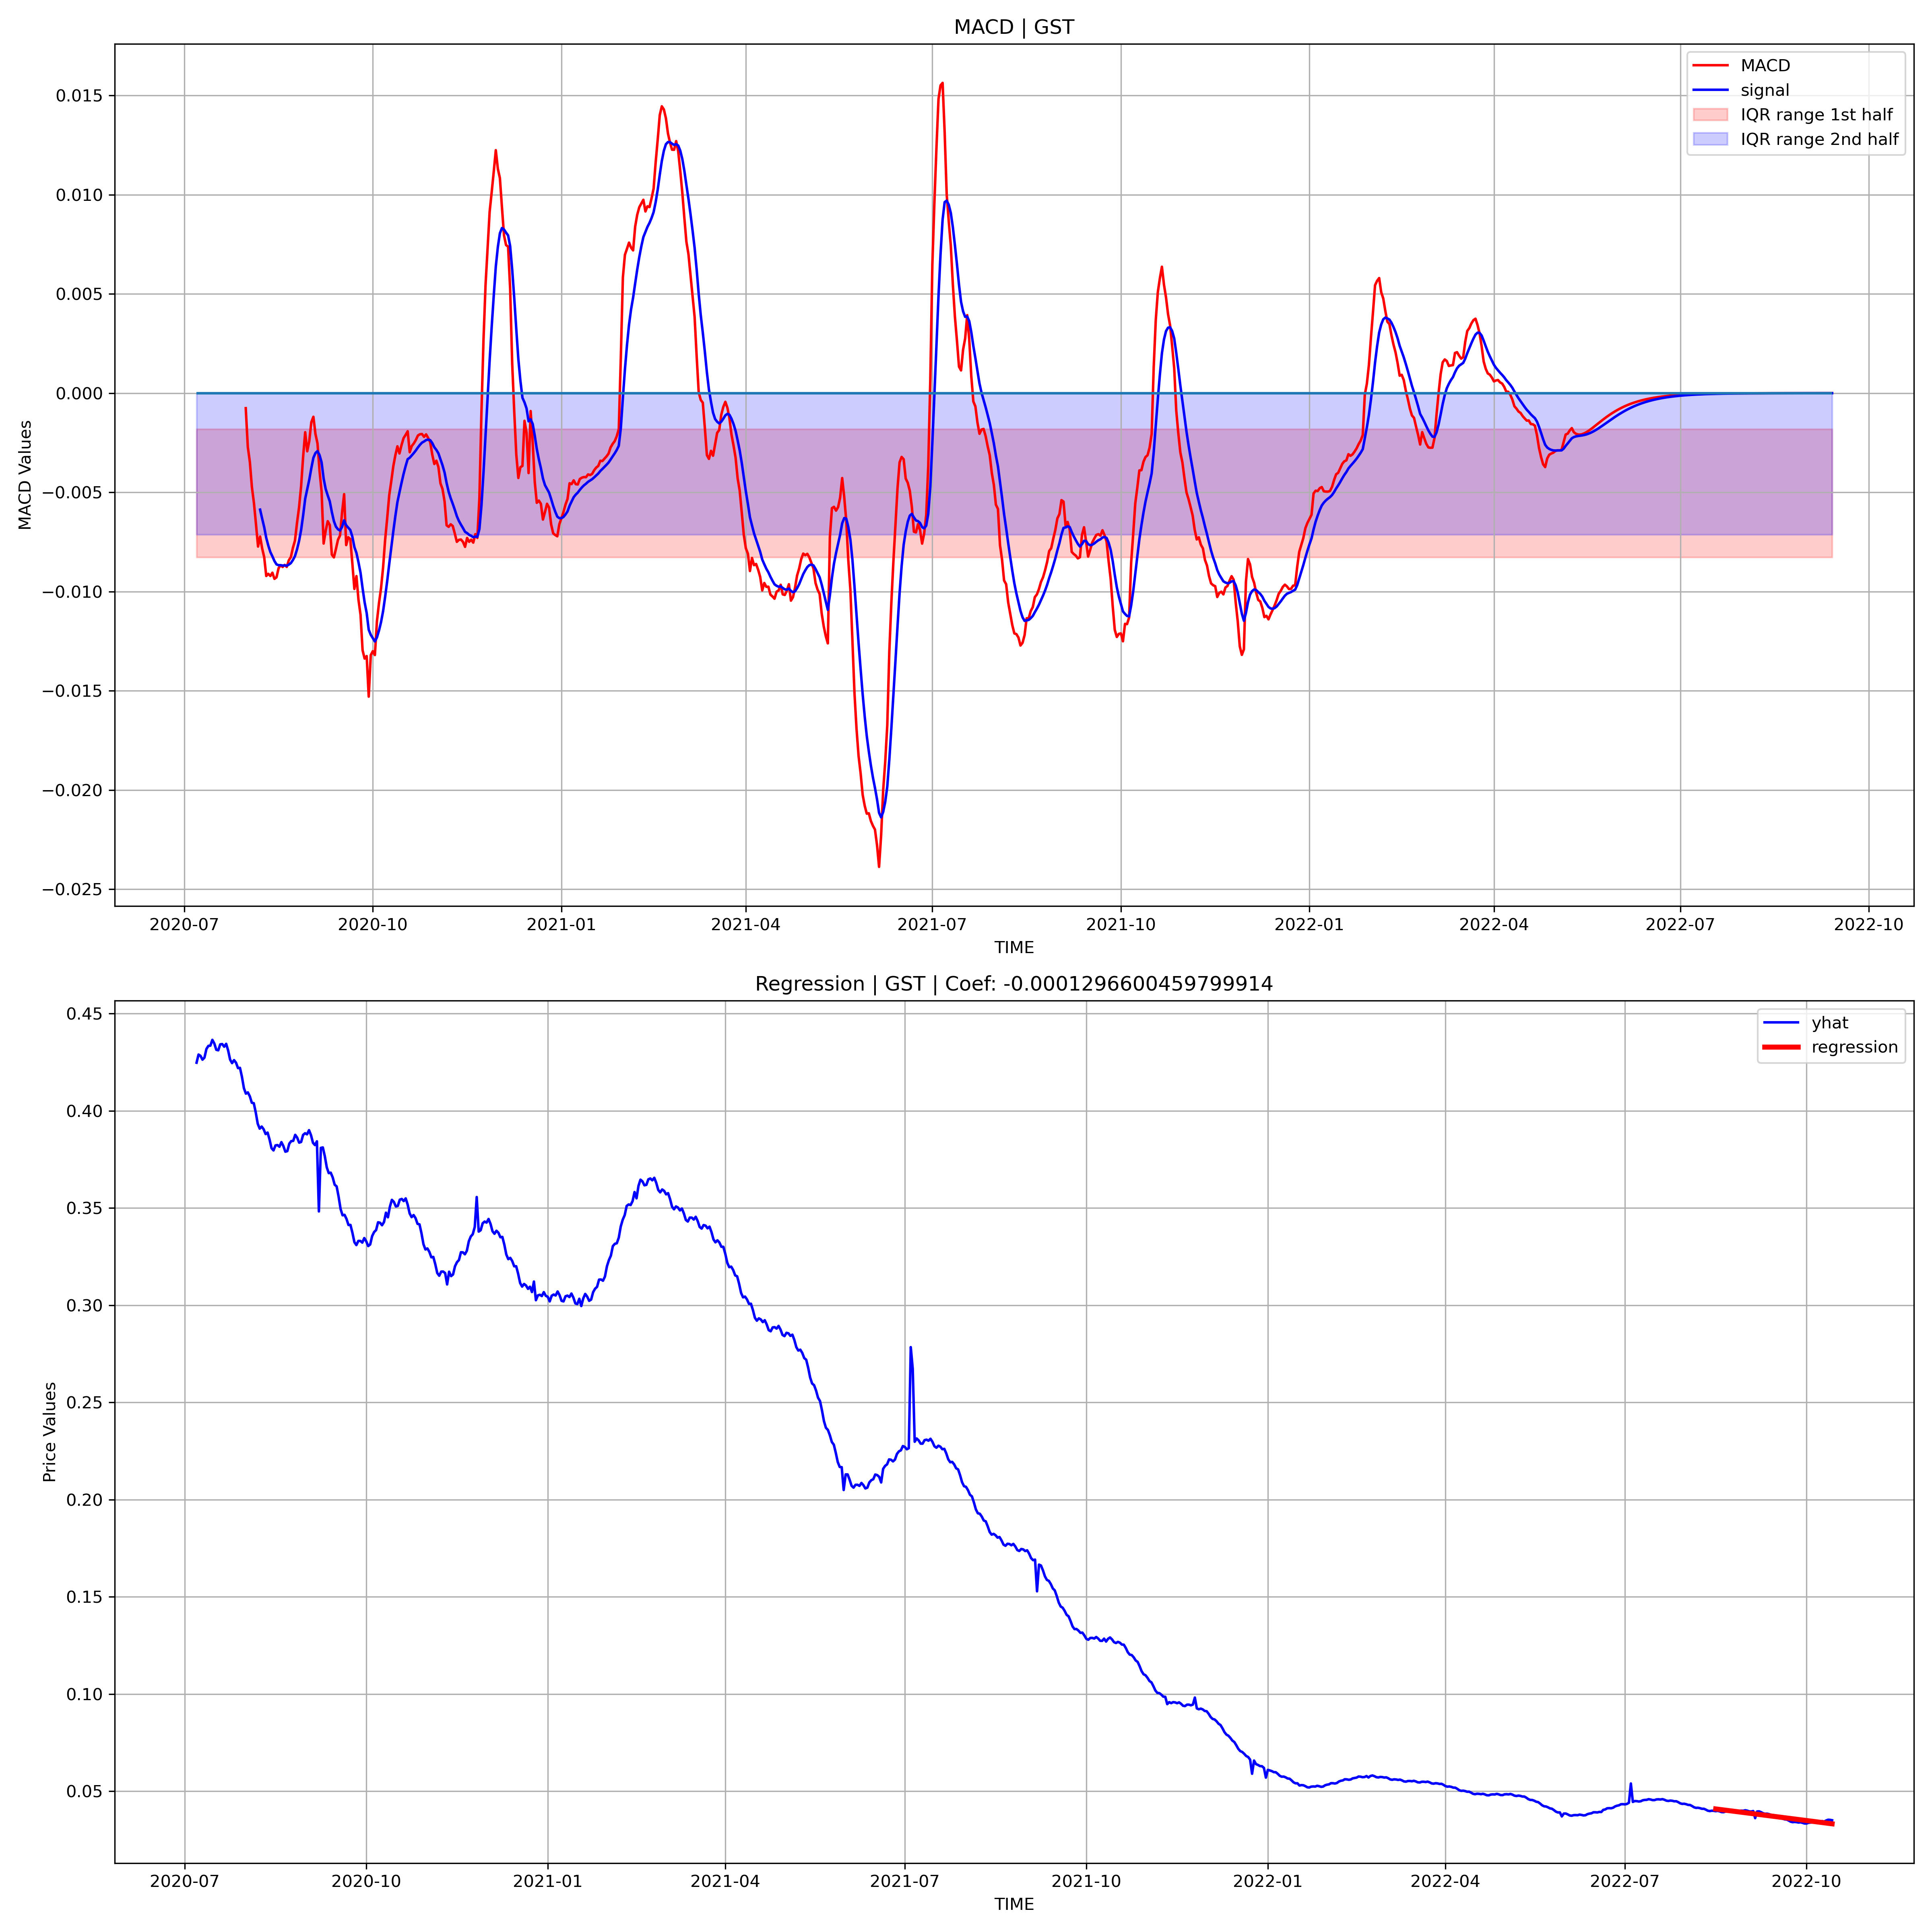 MACD | GST
MACD
signal
IQR range 1st half
IQR range 2nd half
0.015
0.010
0.005
0.000
−0.005
−0.010
−0.015
−0.020
−0.025
MACD Values
2020-07 2020-10 2021-01 2021-04 2021-07 2021-10 2022-01 2022-04 2022-07 2022-10
TIME
Regression | GST | Coef: -0.0001296600459799914
yhat
regression
0.45
0.40
0.35
0.30
0.25
0.20
0.15
0.10
0.05
Price Values
2020-07 2020-10 2021-01 2021-04 2021-07 2021-10 2022-01 2022-04 2022-07 2022-10
TIME